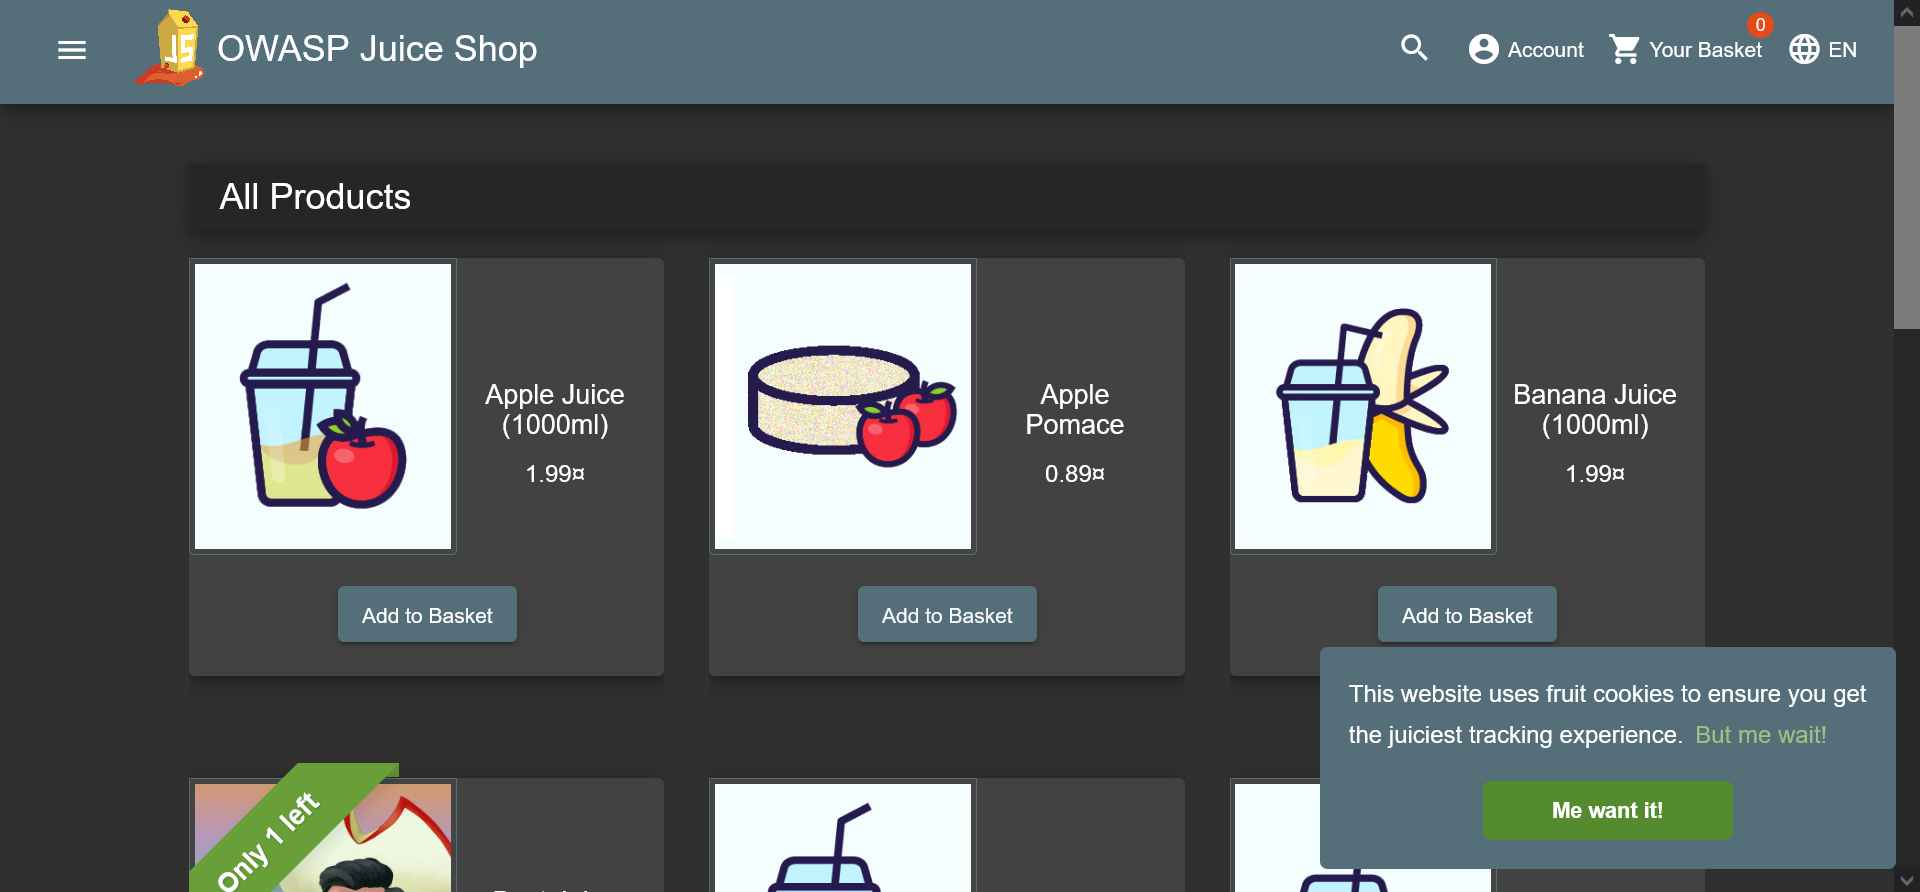 OWASP Juice Shop
Account
0
Your Basket
EN
All Products
Apple Juice
(1000ml)
1.99¤
Add to Basket
Apple
Pomace
0.89¤
Add to Basket
Banana Juice
(1000ml)
1.99¤
Add to Basket
Only 1 left
This website uses fruit cookies to ensure you get
the juiciest tracking experience. But me wait!
Me want it!